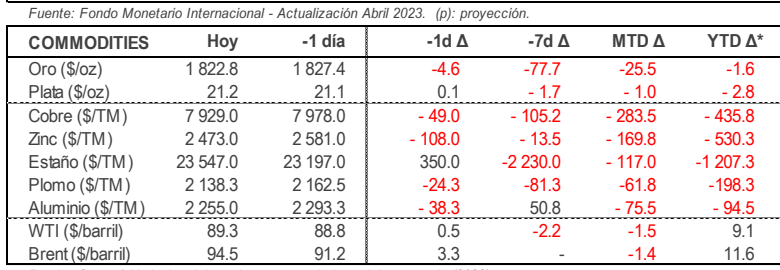 Fuente: Fondo Monetario Internacional - Actualización Abril 2023. (p): proyección.
COMMODITIES Hoy -1 día -1d Δ -7d Δ MTD Δ YTD Δ*
Oro ($/oz) 1 822.8 1 827.4 -4.6 -77.7 -25.5 -1.6
Plata ($/oz) 21.2 21.1 0.1 - 1.7 - 1.0 - 2.8
Cobre ($/TM) 7 929.0 7 978.0 - 49.0 - 105.2 - 283.5 - 435.8
Zinc ($/TM) 2 473.0 2 581.0 - 108.0 - 13.5 - 169.8 - 530.3
Estaño ($/TM) 23 547.0 23 197.0 350.0 -2 230.0 - 117.0 -1 207.3
Plomo ($/TM) 2 138.3 2 162.5 -24.3 -81.3 -61.8 -198.3
Aluminio ($/TM) 2 255.0 2 293.3 - 38.3 50.8 - 75.5 - 94.5
WTI ($/barril) 89.3 88.8 0.5 -2.2 -1.5 9.1
Brent ($/barril) 94.5 91.2 3.3 - -1.4 11.6